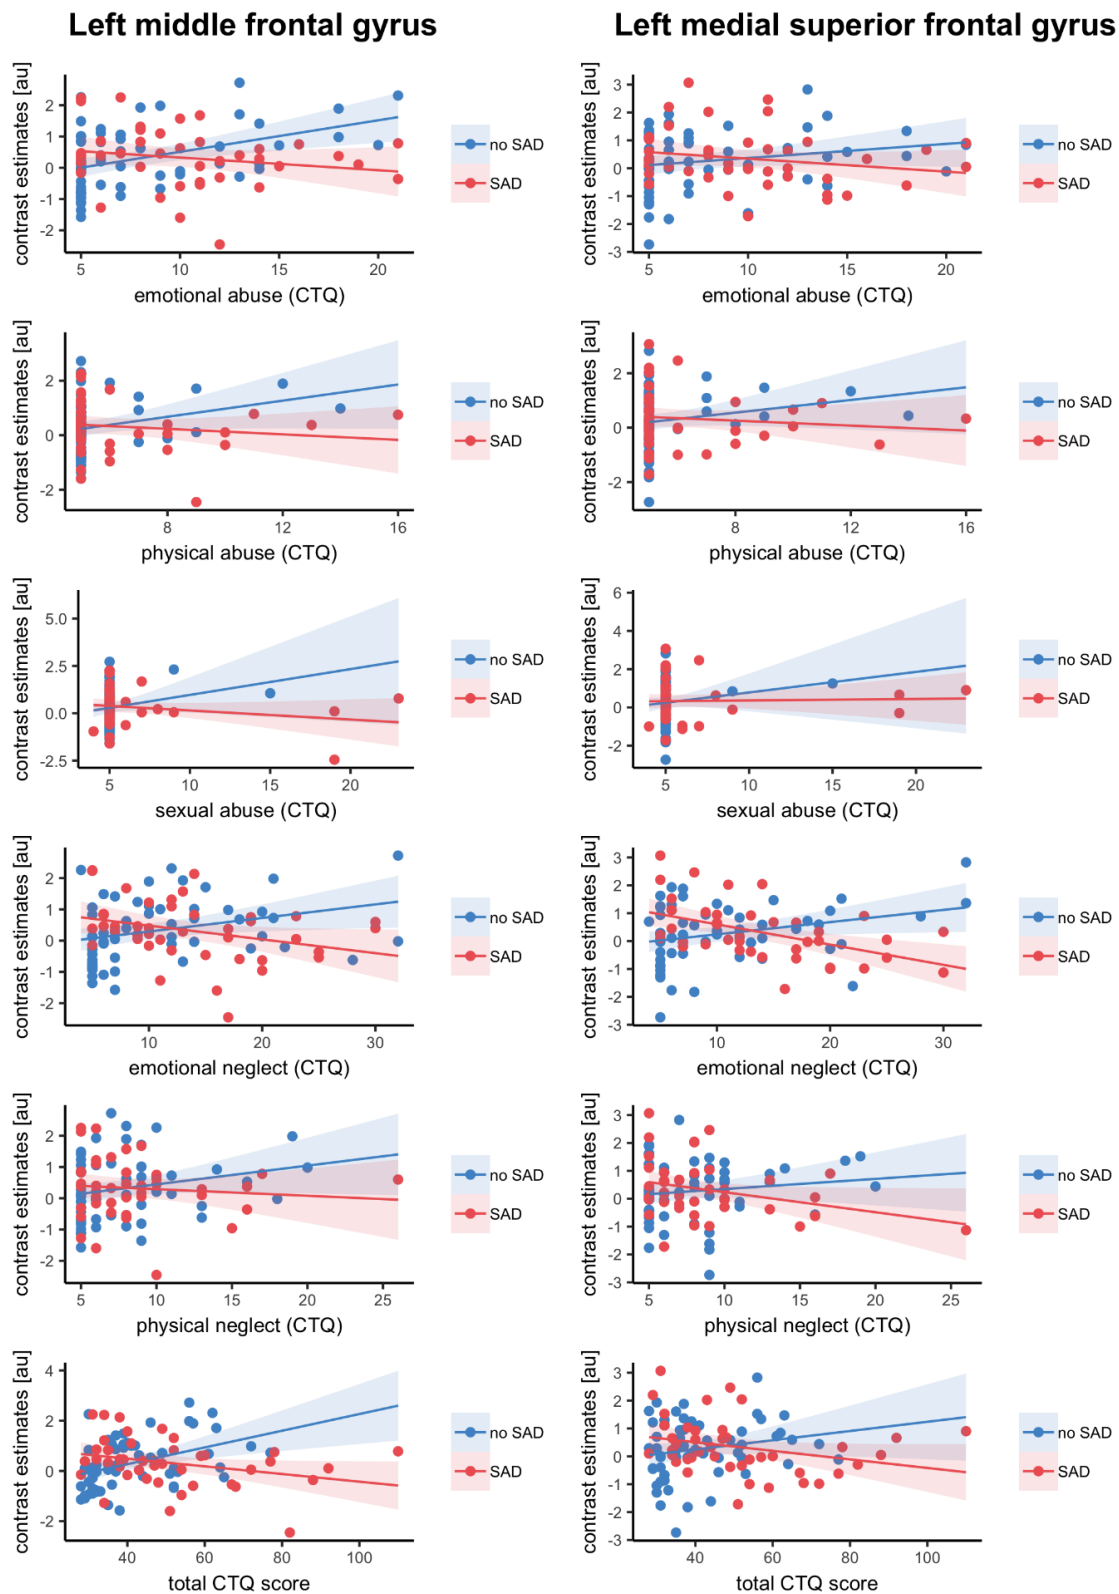 Left middle frontal gyrus
Left medial superior frontal gyrus
contrast estimates [au]
2
1
0
-1
-2
5
10
15
20
emotional abuse (CTQ)
no SAD
SAD
contrast estimates [au]
3
2
1
0
-1
-2
-3
5
10
15
20
emotional abuse (CTQ)
no SAD
SAD
contrast estimates [au]
2
0
-2
8
12
16
physical abuse (CTQ)
no SAD
SAD
contrast estimates [au]
2
0
-2
8
12
16
physical abuse (CTQ)
no SAD
SAD
contrast estimates [au]
5.0
2.5
0.0
-2.5
5
10
15
20
sexual abuse (CTQ)
no SAD
SAD
contrast estimates [au]
6
4
2
0
-2
5
10
15
20
sexual abuse (CTQ)
no SAD
SAD
contrast estimates [au]
2
1
0
-1
-2
10
20
30
emotional neglect (CTQ)
no SAD
SAD
contrast estimates [au]
3
2
1
0
-1
-2
-3
10
20
30
emotional neglect (CTQ)
no SAD
SAD
contrast estimates [au]
2
1
0
-1
-2
5
10
15
20
25
physical neglect (CTQ)
no SAD
SAD
contrast estimates [au]
3
2
1
0
-1
-2
-3
5
10
15
20
25
physical neglect (CTQ)
no SAD
SAD
contrast estimates [au]
4
2
0
-2
40
60
80
100
total CTQ score
no SAD
SAD
contrast estimates [au]
3
2
1
0
-1
-2
-3
40
60
80
100
total CTQ score
no SAD
SAD